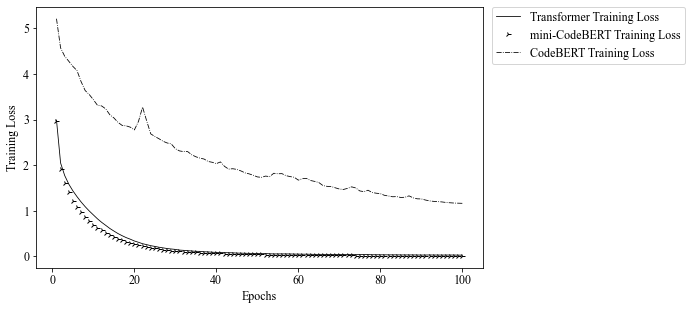 Transformer Training Loss
mini-CodeBERT Training Loss
CodeBERT Training Loss
5
4
3
2
1
0
Training Loss
0 20 40 60 80 100
Epochs